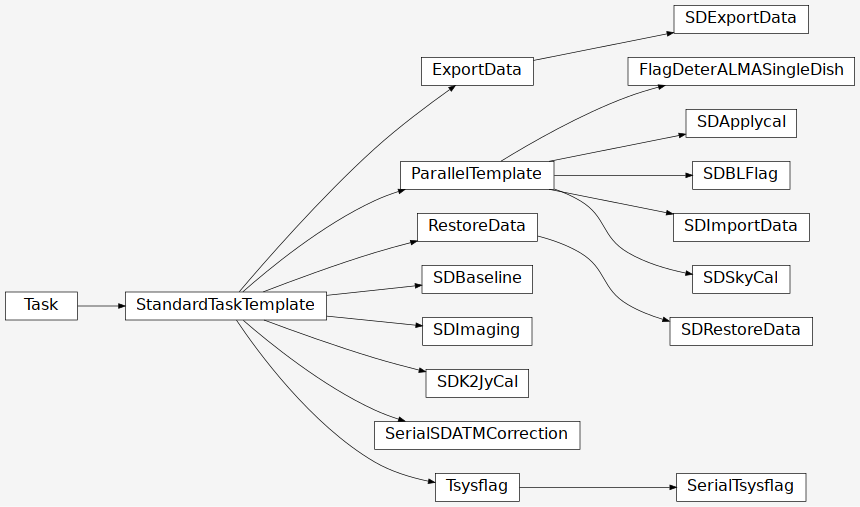 Task
StandardTaskTemplate
ExportData
ParallelTemplate
RestoreData
SDBaseline
SDImaging
SDK2JyCal
SerialSDATMCorrection
Tsysflag
SDExportData
FlagDeterALMASingleDish
SDApplycal
SDBLFlag
SDImportData
SDSkyCal
SDRestoreData
SerialTsysflag